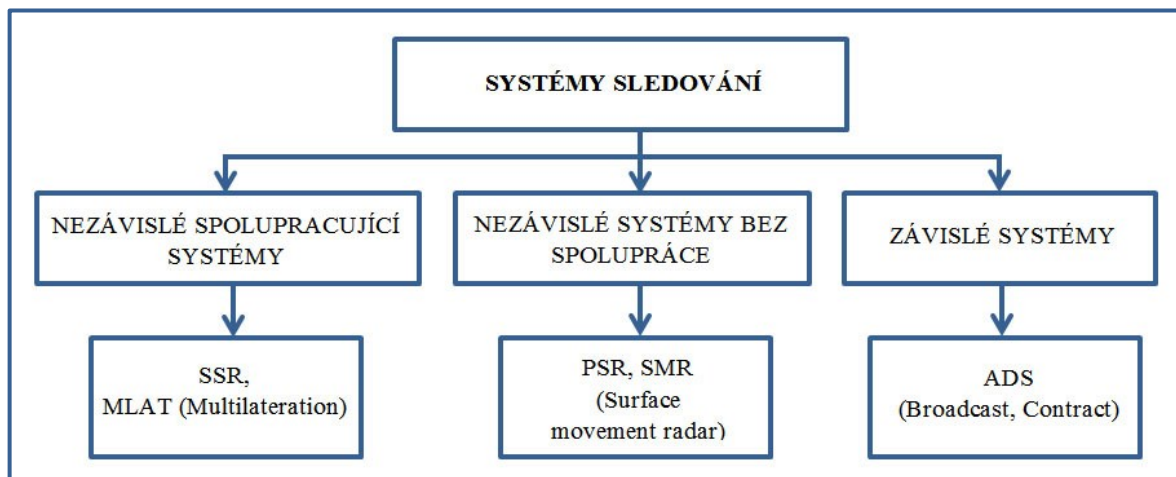 SYSTÉMY SLEDOVÁNÍ
NEZÁVISLÉ SPOLUPRACUJÍCÍ
SYSTÉMY
NEZÁVISLÉ SYSTÉMY BEZ
SPOLUPRÁCE
ZÁVISLÉ SYSTÉMY
SSR,
MLAT (Multilateration)
PSR, SMR
(Surface
movement radar)
ADS
(Broadcast, Contract)